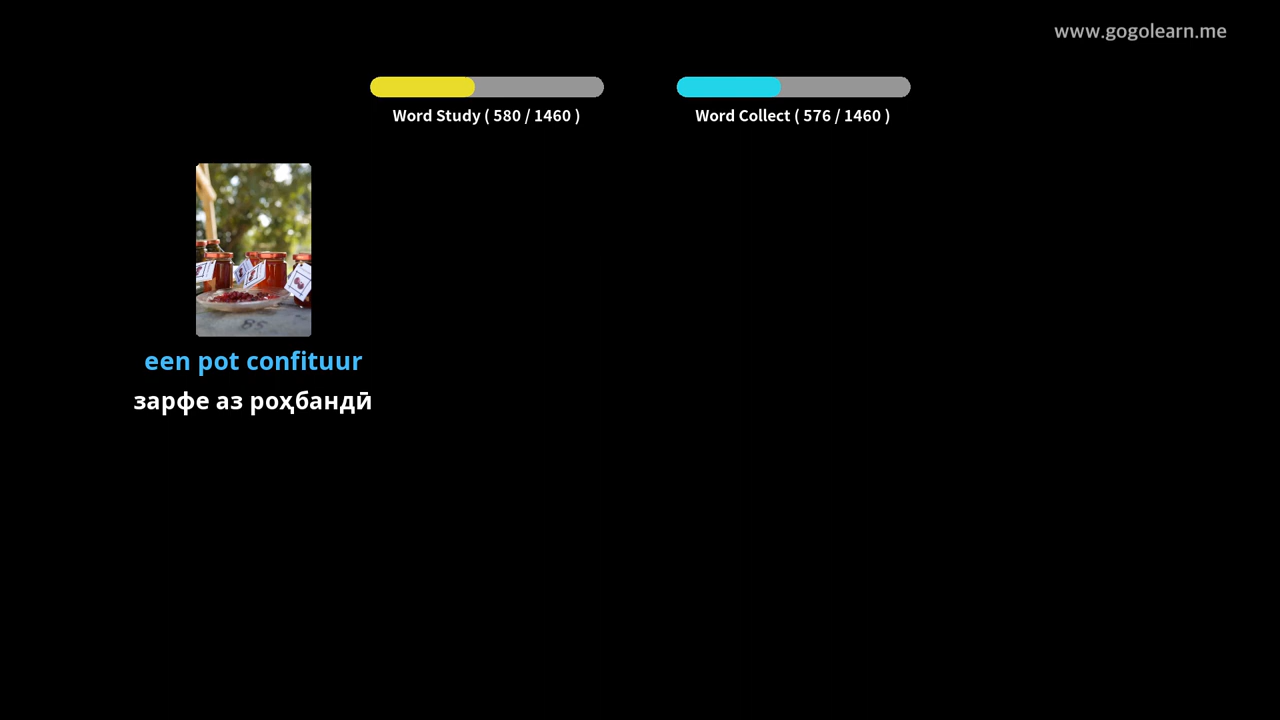 www.gogolearn.me
Word Study ( 580 / 1460 )
Word Collect ( 576 / 1460 )
een pot confituur
зарфе аз роҳбандӣ